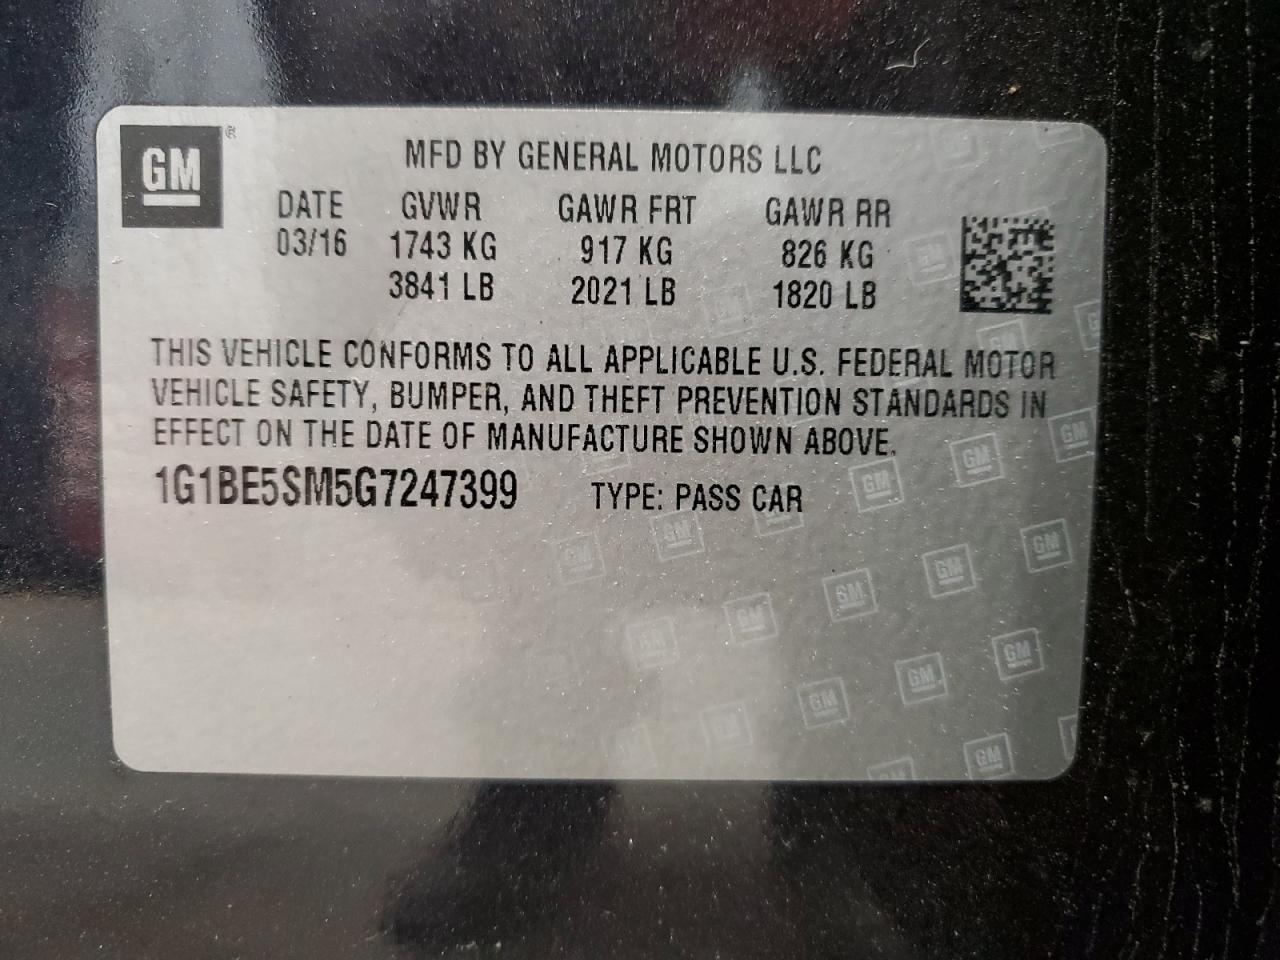 GM ®
MFD BY GENERAL MOTORS LLC
DATE GVWR GAWR FRT GAWR RR
03/16 1743 KG 917 KG 826 KG
3841 LB 2021 LB 1820 LB
THIS VEHICLE CONFORMS TO ALL APPLICABLE U.S. FEDERAL MOTOR
VEHICLE SAFETY, BUMPER, AND THEFT PREVENTION STANDARDS IN
EFFECT ON THE DATE OF MANUFACTURE SHOWN ABOVE.
1G1BE5SM5G7247399 TYPE: PASS CAR